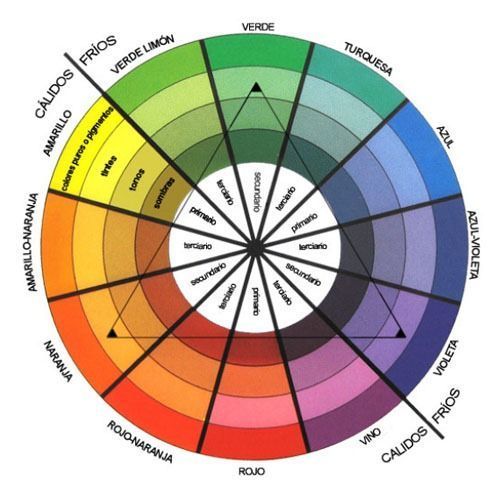 VERDE
TURQUESA
AZUL
AZUL-VIOLETA
VIOLETA
FRÍOS
CALIDOS
VINO
ROJO
ROJO-NARANJA
NARANJA
AMARILLO-NARANJA
AMARILLO
CÁLIDOS
FRÍOS
VERDE LIMÓN
colores puros o pigmentos
tintes
tonos
sombras
secundario
terciario
primario
terciario
secundario
terciario
primario
terciario
secundario
terciario
primario
terciario